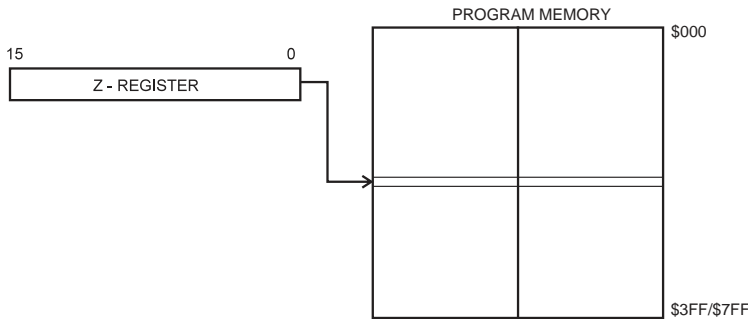 PROGRAM MEMORY
$000
15 0
Z - REGISTER
$3FF/$7FF